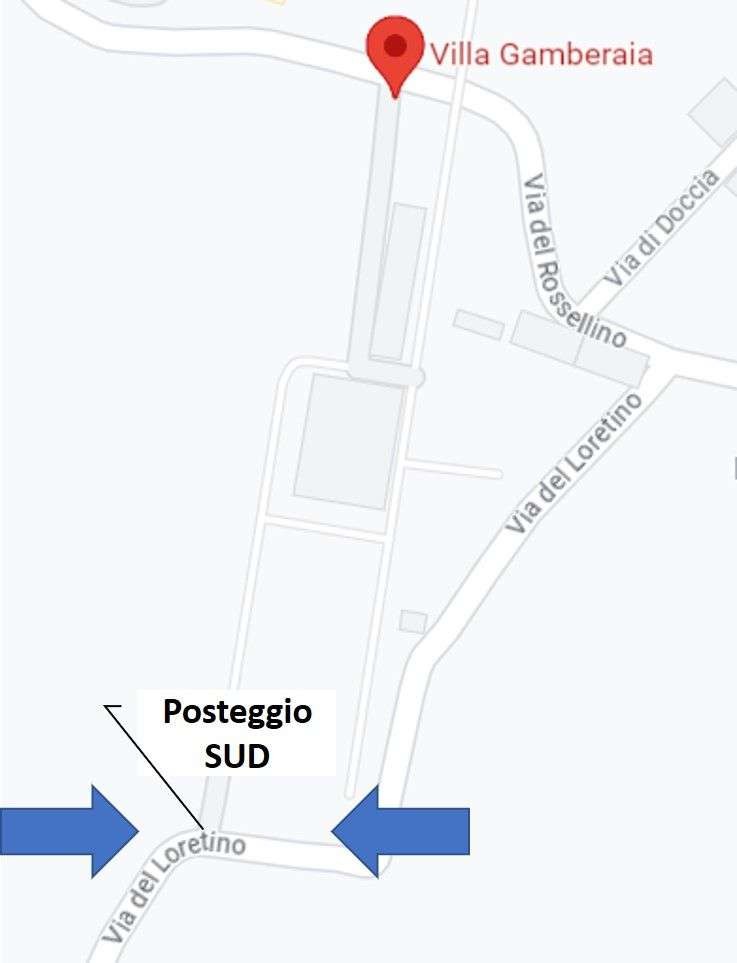 Villa Gamberaia
Via del Rossellino
Via di Doccia
Via del Loretino
Posteggio
SUD
Via del Loretino